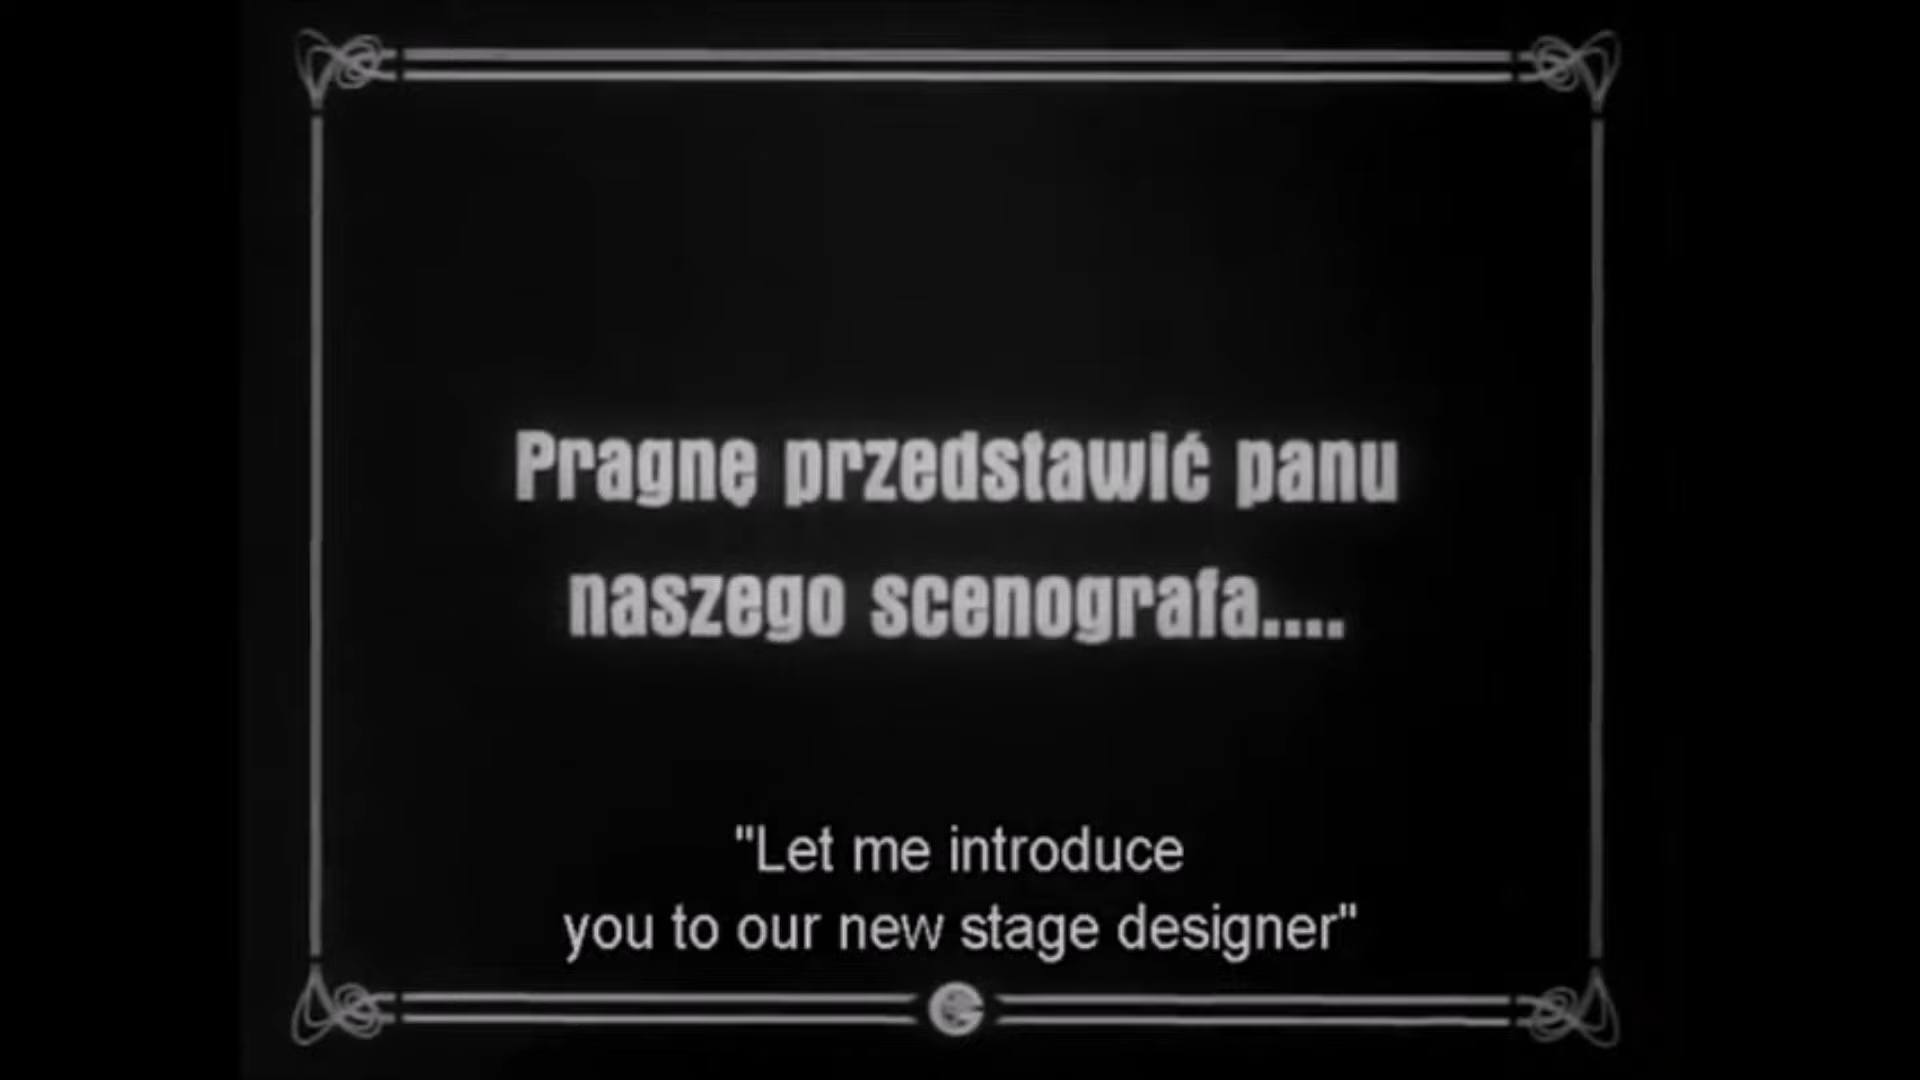 Pragnę przedstawić panu
naszego scenografa....
"Let me introduce
you to our new stage designer"